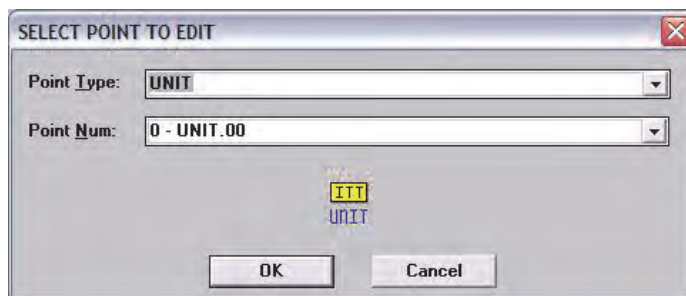 SELECT POINT TO EDIT
Point Type: UNIT
Point Num: 0 - UNIT.00
ITT
UNIT
OK Cancel